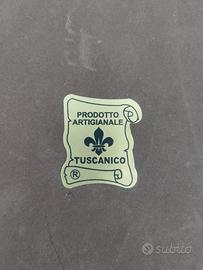 PRODOTTO
ARTIGIANALE
TUSCANICO
®
subito